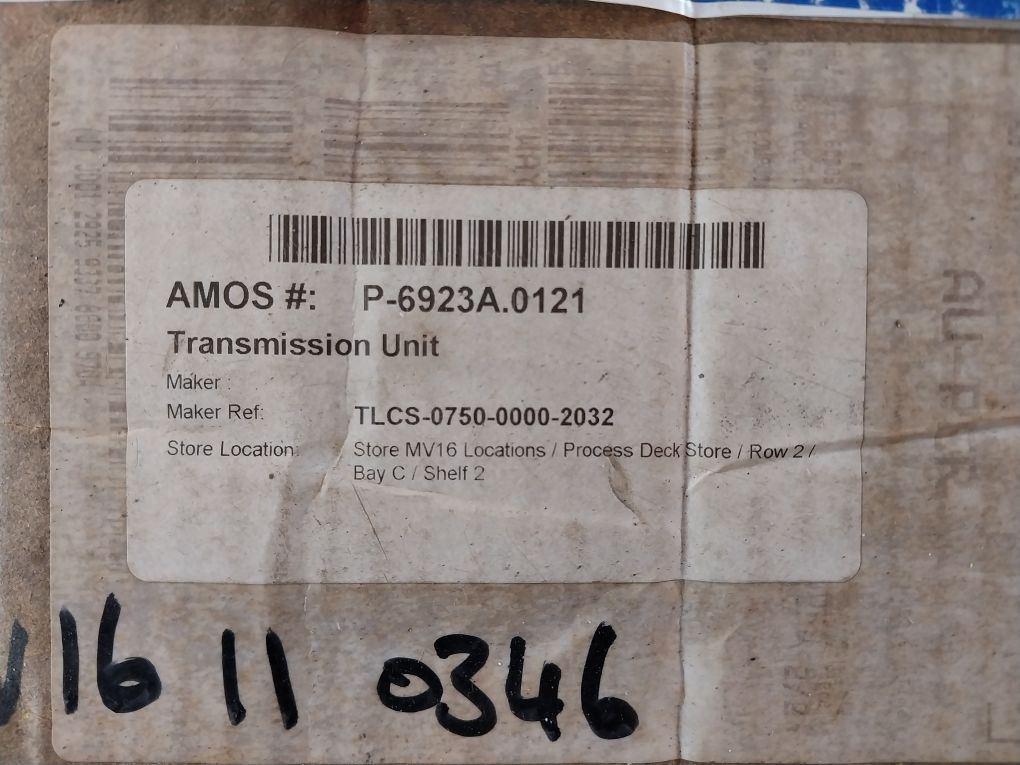 AMOS #: P-6923A.0121
Transmission Unit
Maker :
Maker Ref: TLCS-0750-0000-2032
Store Location: Store MV16 Locations / Process Deck Store / Row 2 /
Bay C / Shelf 2
16 11 0346